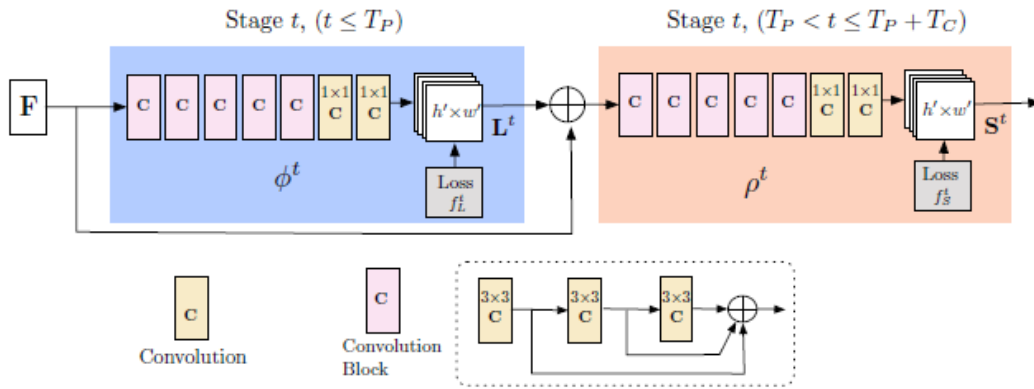 Stage t, (t ≤ T_P)
Stage t, (T_P < t ≤ T_P + T_C)
F
C C C C C 1×1 C 1×1 C
h′×w′
L^t
Loss
f_L^t
ϕ^t
C C C C C 1×1 C 1×1 C
h′×w′
S^t
Loss
f_S^t
ρ^t
C
Convolution
C
Convolution
Block
3×3 C 3×3 C 3×3 C